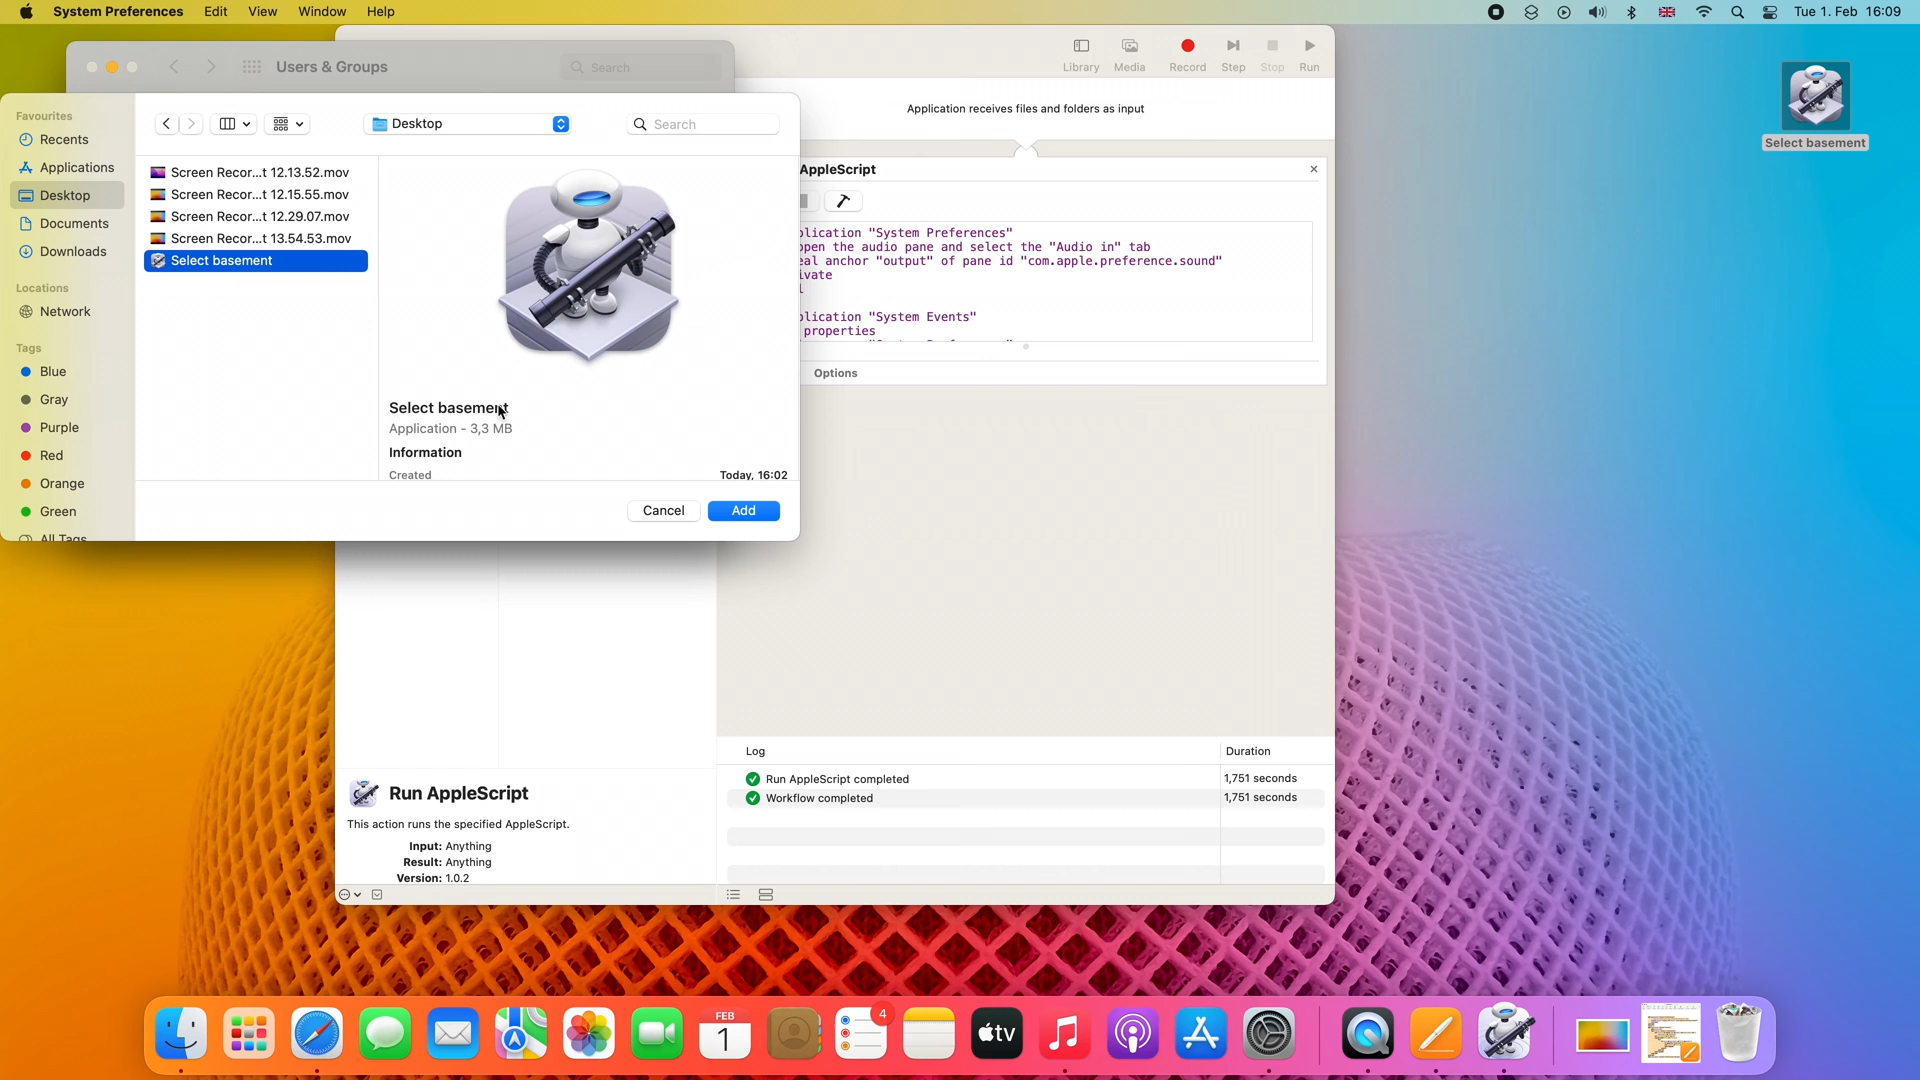 System Preferences Edit View Window Help
Tue 1. Feb 16:09
Users & Groups
Search
Library Media Record Step Stop Run
Favourites
Recents
Applications
Desktop
Documents
Downloads
Locations
Network
Tags
Blue
Gray
Purple
Red
Orange
Green
All Tags
Desktop
Search
Screen Recor...t 12.13.52.mov
Screen Recor...t 12.15.55.mov
Screen Recor...t 12.29.07.mov
Screen Recor...t 13.54.53.mov
Select basement
Select basement
Application - 3,3 MB
Information
Created Today, 16:02
Cancel Add
Application receives files and folders as input
AppleScript
plication "System Preferences"
open the audio pane and select the "Audio in" tab
eal anchor "output" of pane id "com.apple.preference.sound"
ivate
plication "System Events"
properties
Options
Select basement
Log Duration
Run AppleScript completed 1,751 seconds
Workflow completed 1,751 seconds
Run AppleScript
This action runs the specified AppleScript.
Input: Anything
Result: Anything
Version: 1.0.2
FEB
1
4
tv